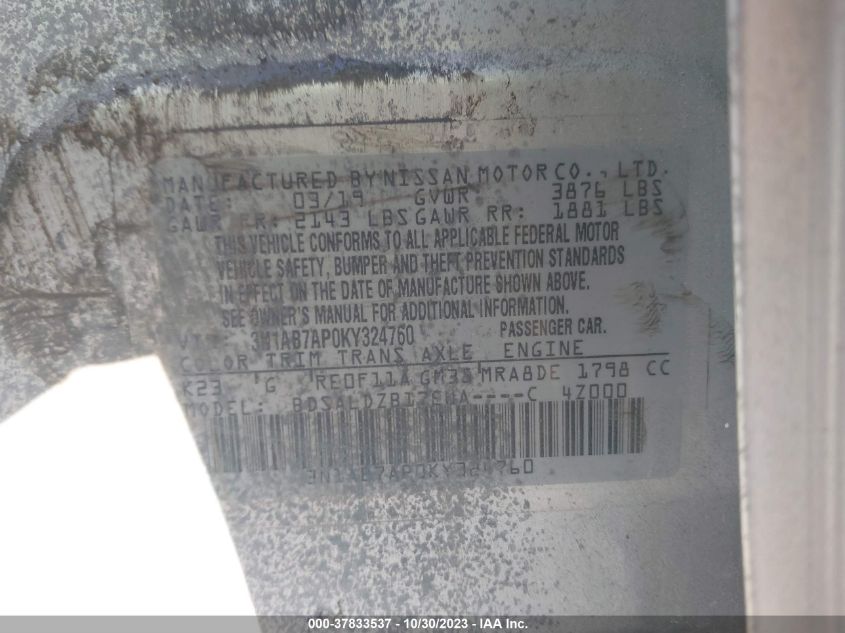 MANUFACTURED BY NISSAN MOTOR CO., LTD.
DATE: 03/19 GVWR 3876 LBS
GAWR FR: 2143 LBS GAWR RR: 1881 LBS
THIS VEHICLE CONFORMS TO ALL APPLICABLE FEDERAL MOTOR
VEHICLE SAFETY, BUMPER AND THEFT PREVENTION STANDARDS
IN EFFECT ON THE DATE OF MANUFACTURE SHOWN ABOVE.
SEE OWNER'S MANUAL FOR ADDITIONAL INFORMATION.
3N1AB7AP0KY324760 PASSENGER CAR.
COLOR TRIM TRANS AXLE ENGINE
K23 G RE0F11A GM38 MRA8DE 1798 CC
MODEL: ----C 4Z000
3N1AB7AP0KY324760
000-37833537 - 10/30/2023 - IAA Inc.